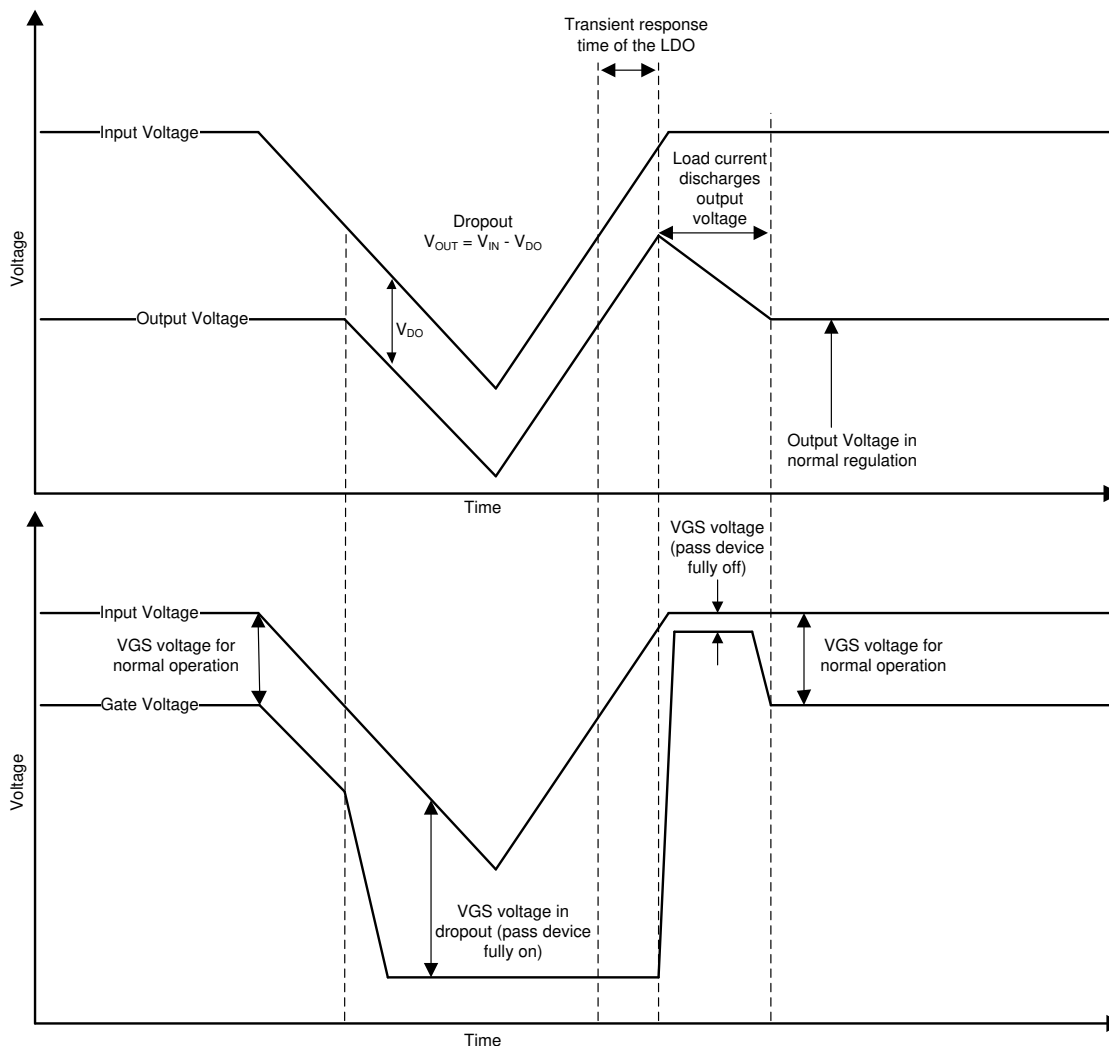 Transient response
time of the LDO
Input Voltage
Load current
discharges
output
voltage
Dropout
V_OUT = V_IN - V_DO
Voltage
Output Voltage
V_DO
Output Voltage in
normal regulation
Time
VGS voltage
(pass device
fully off)
Input Voltage
VGS voltage for
normal operation
VGS voltage for
normal operation
Gate Voltage
Voltage
VGS voltage in
dropout (pass device
fully on)
Time